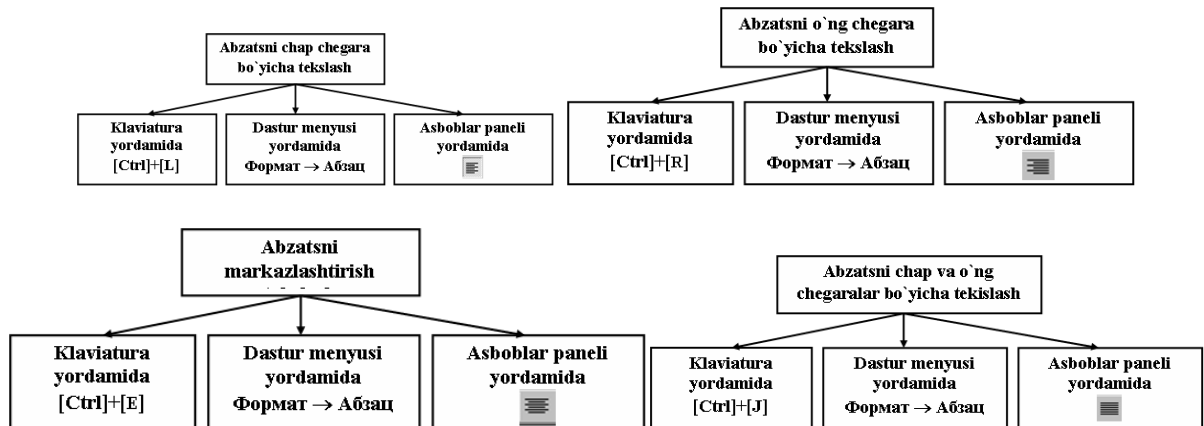 Abzatsni chap chegara
bo`yicha tekslash
Klaviatura
yordamida
[Ctrl]+[L]
Dastur menyusi
yordamida
Формат → Абзац
Asboblar paneli
yordamida
Abzatsni o`ng chegara
bo`yicha tekslash
Klaviatura
yordamida
[Ctrl]+[R]
Dastur menyusi
yordamida
Формат → Абзац
Asboblar paneli
yordamida
Abzatsni
markazlashtirish
Klaviatura
yordamida
[Ctrl]+[E]
Dastur menyusi
yordamida
Формат → Абзац
Asboblar paneli
yordamida
Abzatsni chap va o`ng
chegaralar bo`yicha tekislash
Klaviatura
yordamida
[Ctrl]+[J]
Dastur menyusi
yordamida
Формат → Абзац
Asboblar paneli
yordamida